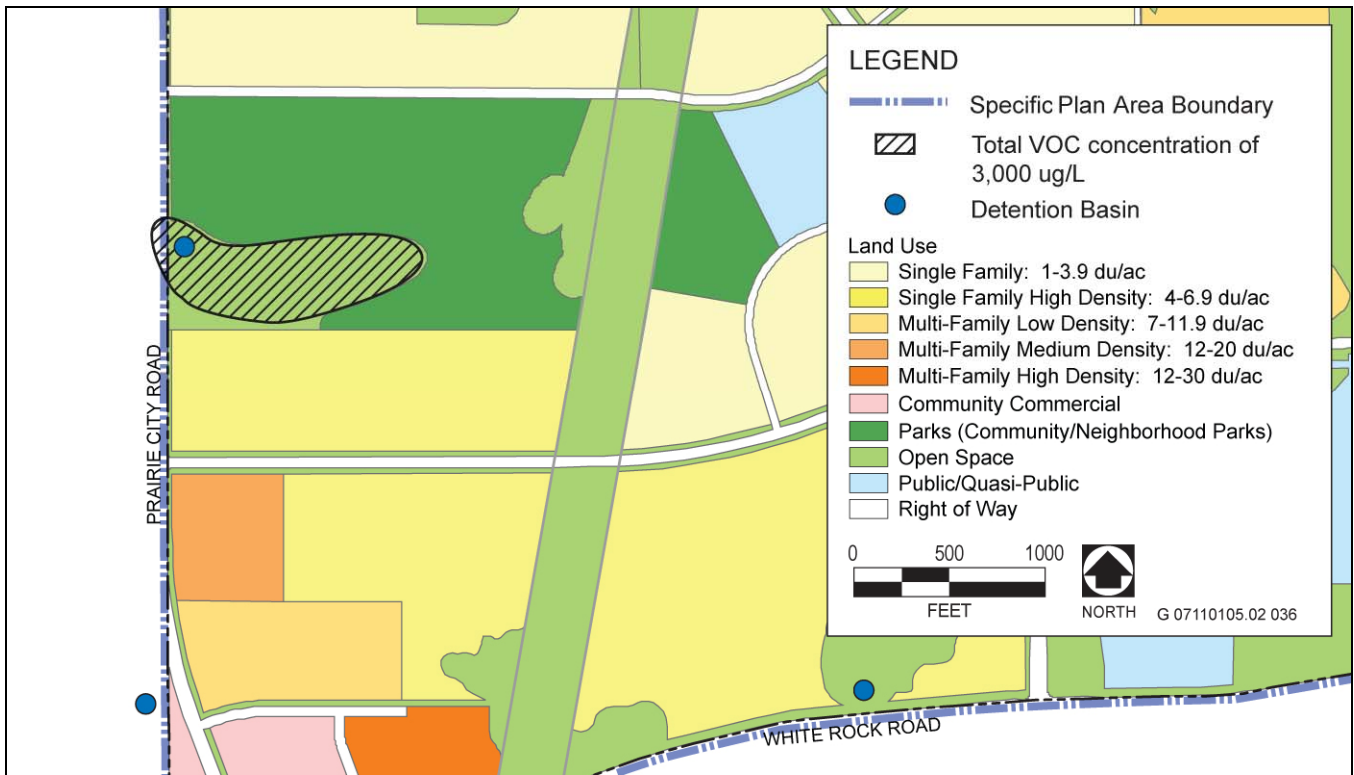 LEGEND
Specific Plan Area Boundary
Total VOC concentration of
3,000 ug/L
Detention Basin
Land Use
Single Family: 1-3.9 du/ac
Single Family High Density: 4-6.9 du/ac
Multi-Family Low Density: 7-11.9 du/ac
Multi-Family Medium Density: 12-20 du/ac
Multi-Family High Density: 12-30 du/ac
Community Commercial
Parks (Community/Neighborhood Parks)
Open Space
Public/Quasi-Public
Right of Way
0 500 1000
FEET
NORTH
G 07110105.02 036
PRAIRIE CITY ROAD
WHITE ROCK ROAD